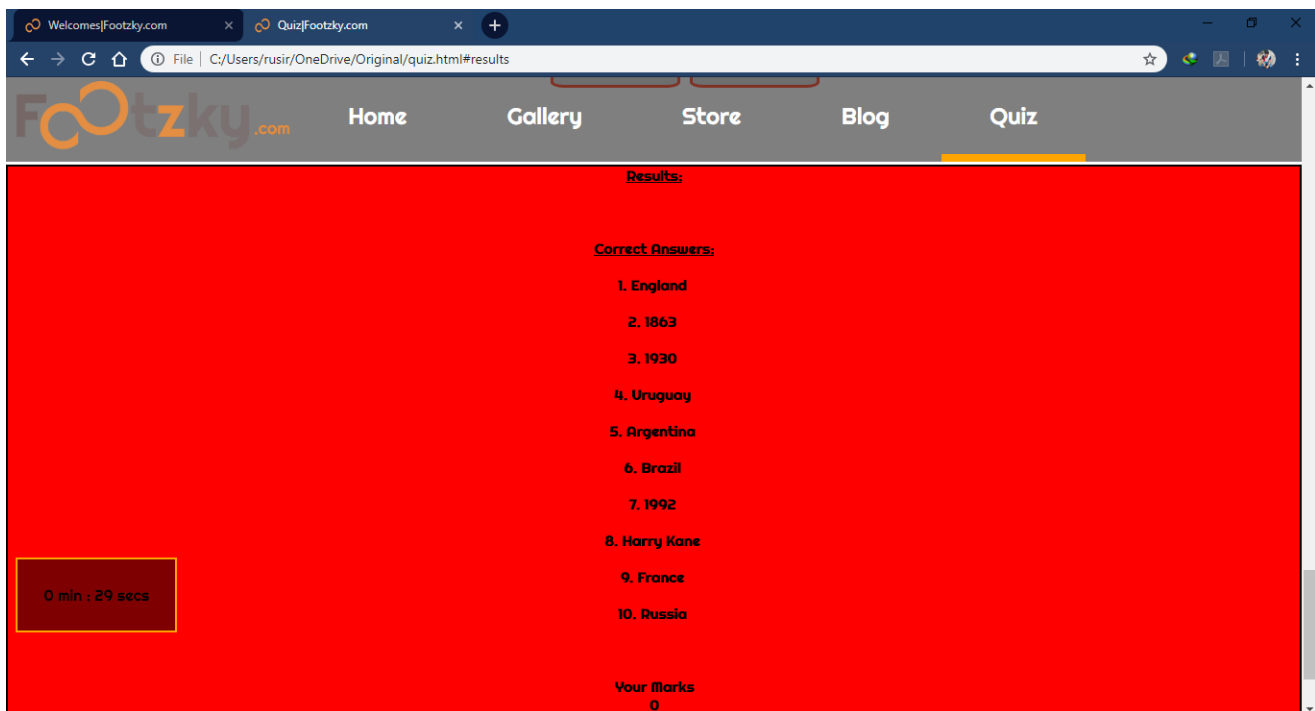 Welcomes|Footzky.com
Quiz|Footzky.com
File
C:/Users/rusir/OneDrive/Original/quiz.html#results
Footzky.com
Home
Gallery
Store
Blog
Quiz
Results:
Correct Answers:
1. England
2. 1863
3. 1930
4. Uruguay
5. Argentina
6. Brazil
7. 1992
8. Harry Kane
9. France
10. Russia
0 min : 29 secs
Your Marks
0